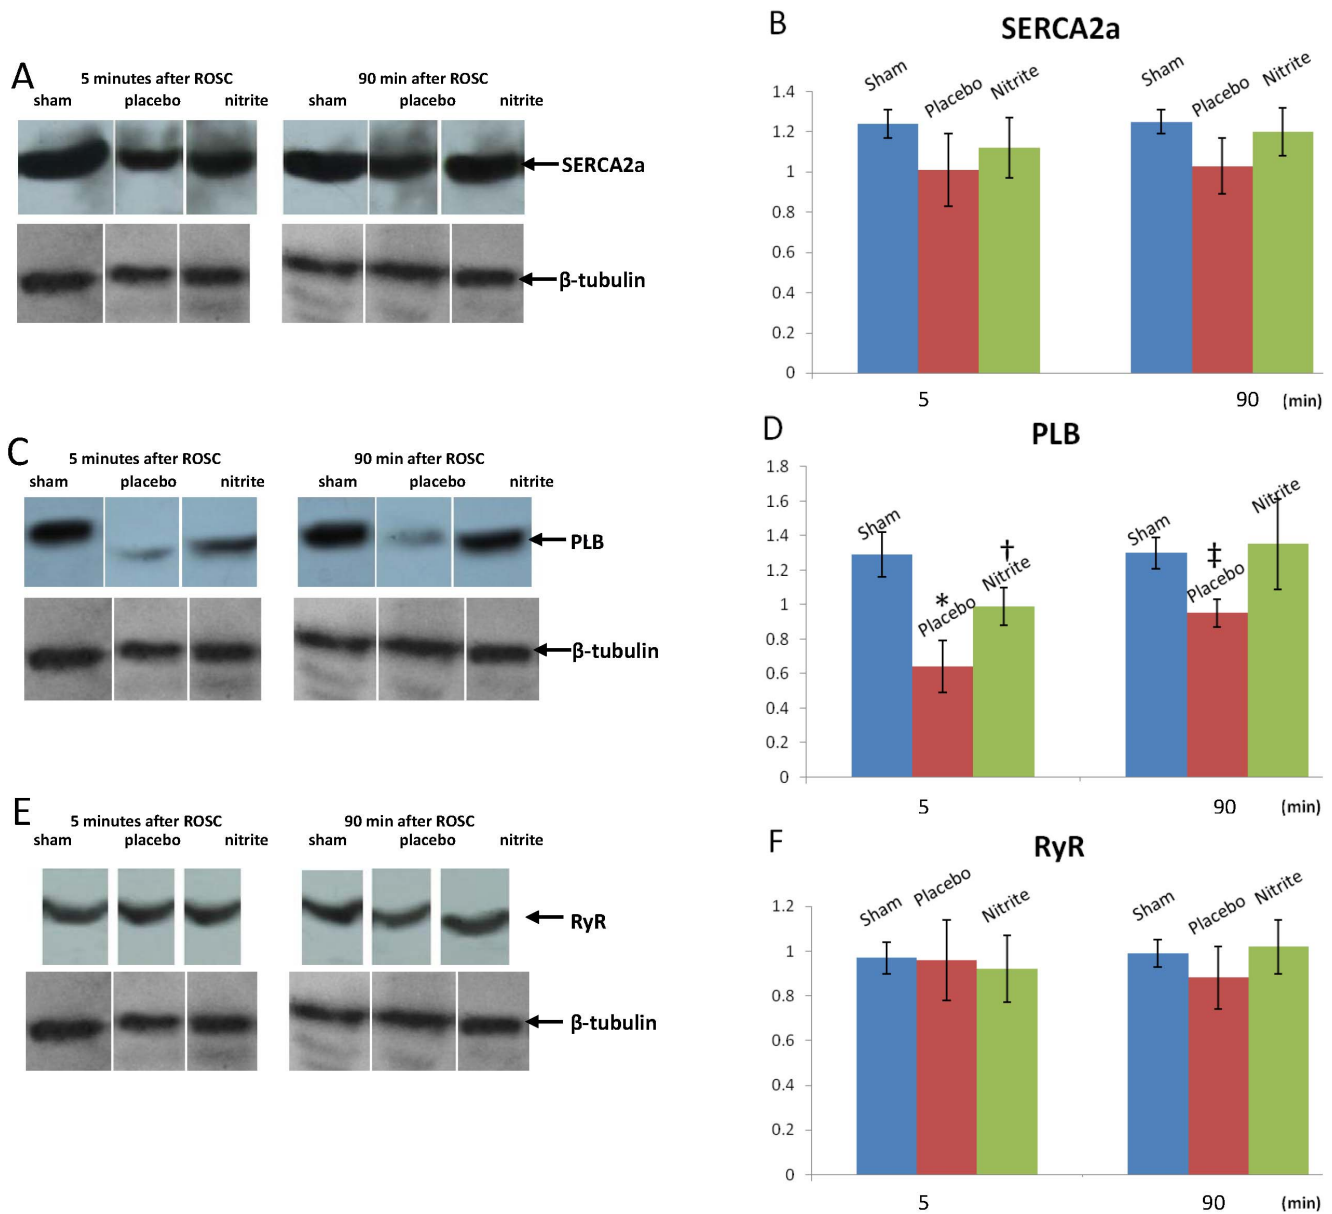 A
5 minutes after ROSC
90 min after ROSC
sham placebo nitrite
sham placebo nitrite
SERCA2a
β-tubulin
B
SERCA2a
Sham Placebo Nitrite
Sham Placebo Nitrite
1.4
1.2
1
0.8
0.6
0.4
0.2
0
5 90 (min)
C
5 minutes after ROSC
90 min after ROSC
sham placebo nitrite
sham placebo nitrite
PLB
β-tubulin
D
PLB
1.8
1.6
1.4
1.2
1
0.8
0.6
0.4
0.2
0
Sham * Placebo † Nitrite
Sham ‡ Placebo Nitrite
5 90 (min)
E
5 minutes after ROSC
90 min after ROSC
sham placebo nitrite
sham placebo nitrite
RyR
β-tubulin
F
RyR
Sham Placebo Nitrite
Sham Placebo Nitrite
1.2
1
0.8
0.6
0.4
0.2
0
5 90 (min)